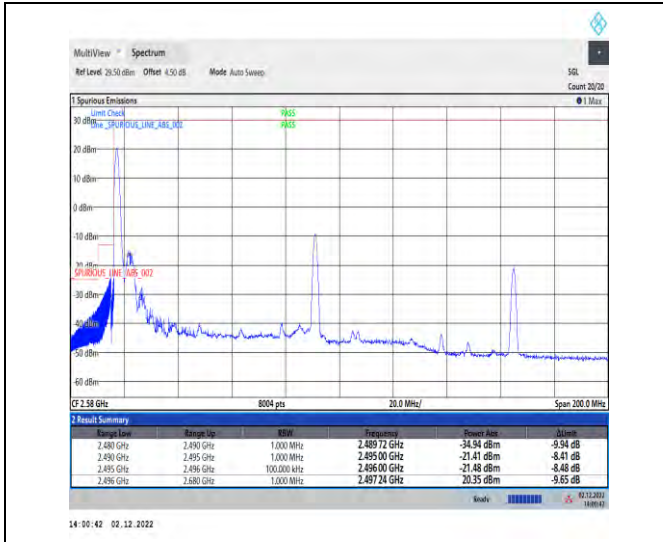 MultiView Spectrum
Ref Level 29.50 dBm Offset 4.50 dB Mode Auto Sweep SGL
Count 20/20
1 Spurious Emissions 1 Max
Limit Check PASS
30 dBm
Line _SPURIOUS_LINE_ABS_002 PASS
20 dBm
10 dBm
0 dBm
-10 dBm
-20 dBm
_SPURIOUS_LINE_ABS_002
-30 dBm
-40 dBm
-50 dBm
-60 dBm
CF 2.58 GHz 8004 pts 20.0 MHz/ Span 200.0 MHz
2 Result Summary
Range Low Range Up RBW Frequency Power Abs ΔLimit
2.480 GHz 2.490 GHz 1.000 MHz 2.489 72 GHz -34.94 dBm -9.94 dB
2.490 GHz 2.495 GHz 1.000 MHz 2.495 00 GHz -21.41 dBm -8.41 dB
2.495 GHz 2.496 GHz 100.000 kHz 2.496 00 GHz -21.48 dBm -8.48 dB
2.496 GHz 2.680 GHz 1.000 MHz 2.497 24 GHz 20.35 dBm -9.65 dB
Ready 02.12.2022
14:00:42
14:00:42 02.12.2022